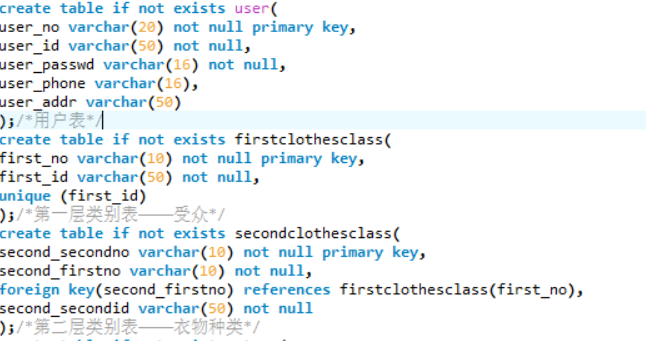 create table if not exists user(
user_no varchar(20) not null primary key,
user_id varchar(50) not null,
user_passwd varchar(16) not null,
user_phone varchar(16),
user_addr varchar(50)
);/*用户表*/
create table if not exists firstclothesclass(
first_no varchar(10) not null primary key,
first_id varchar(50) not null,
unique (first_id)
);/*第一层类别表——受众*/
create table if not exists secondclothesclass(
second_secondno varchar(10) not null primary key,
second_firstno varchar(10) not null,
foreign key(second_firstno) references firstclothesclass(first_no),
second_secondid varchar(50) not null
);/*第二层类别表——衣物种类*/